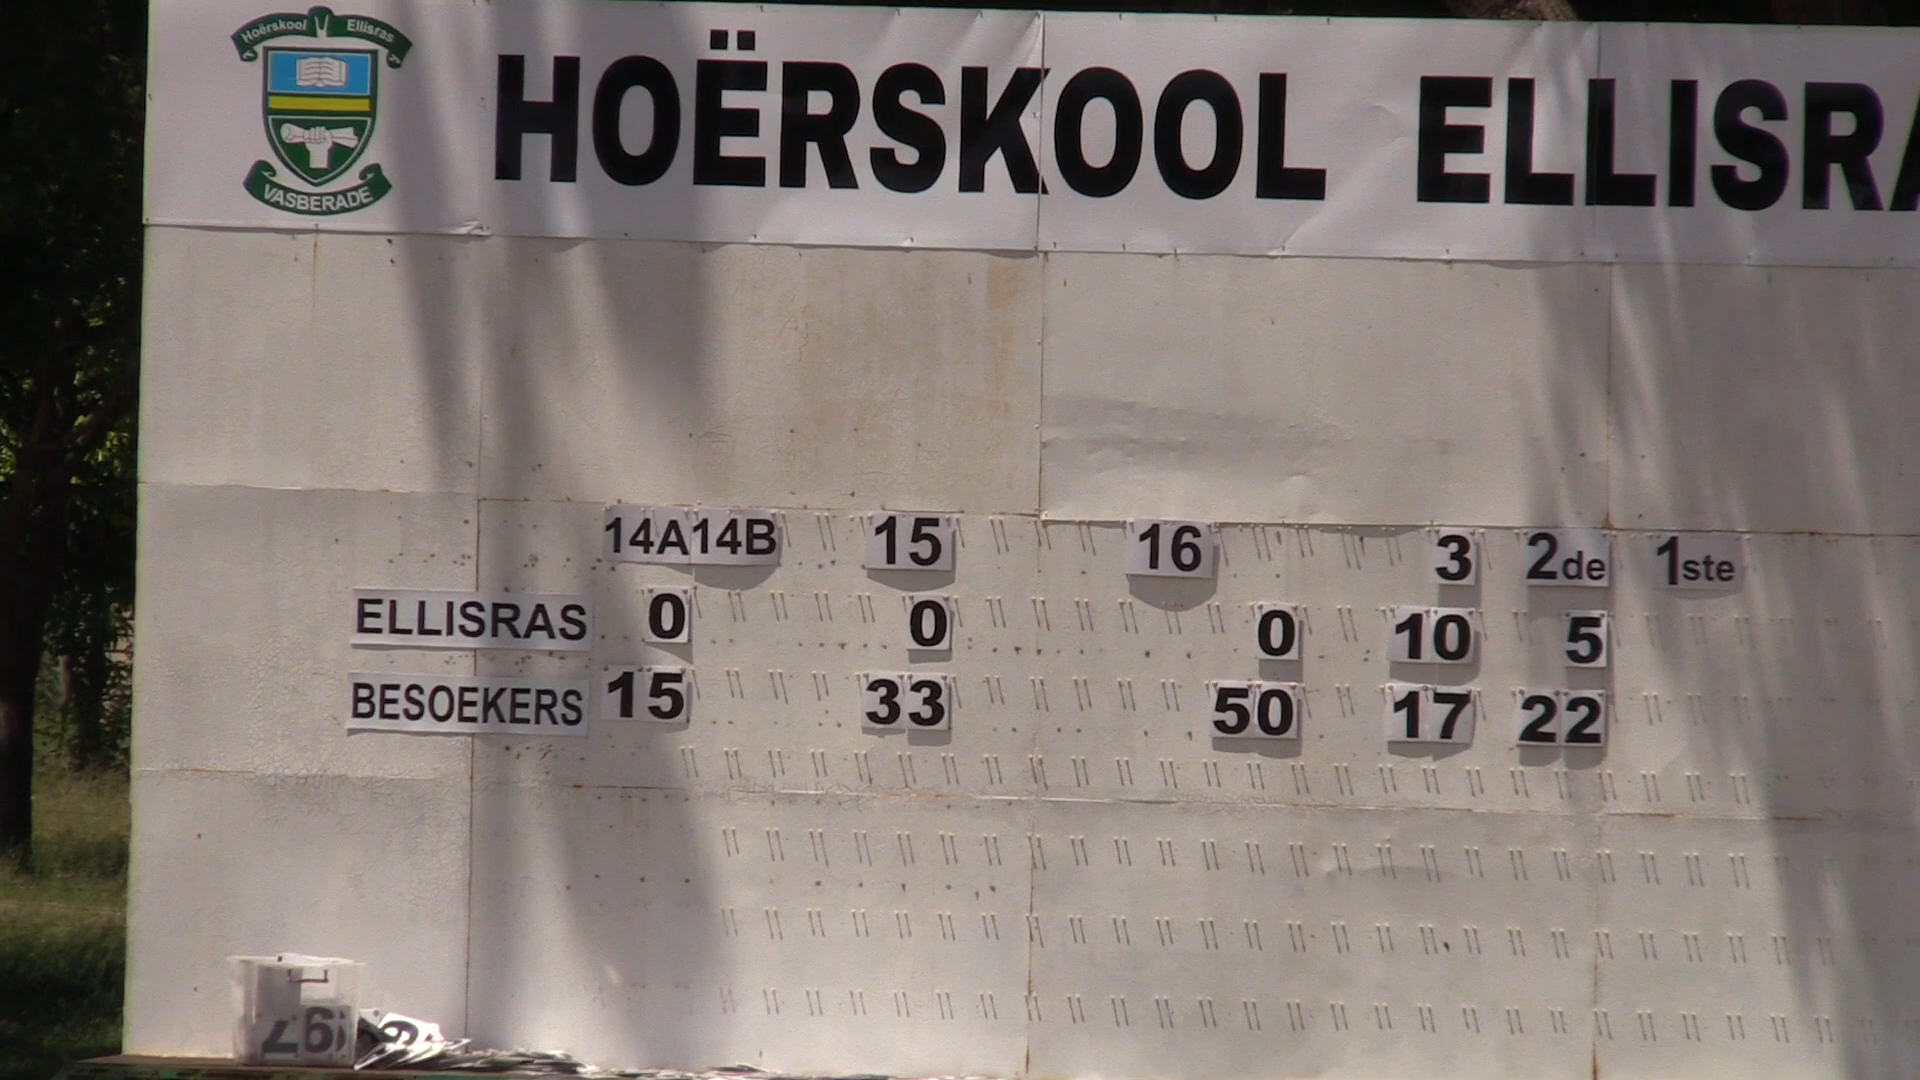 Hoërskool Ellisras
VASBERADE
HOËRSKOOL ELLISRA
14A 14B 15 16 3 2de 1ste
ELLISRAS 0 0 0 10 5
BESOEKERS 15 33 50 17 22